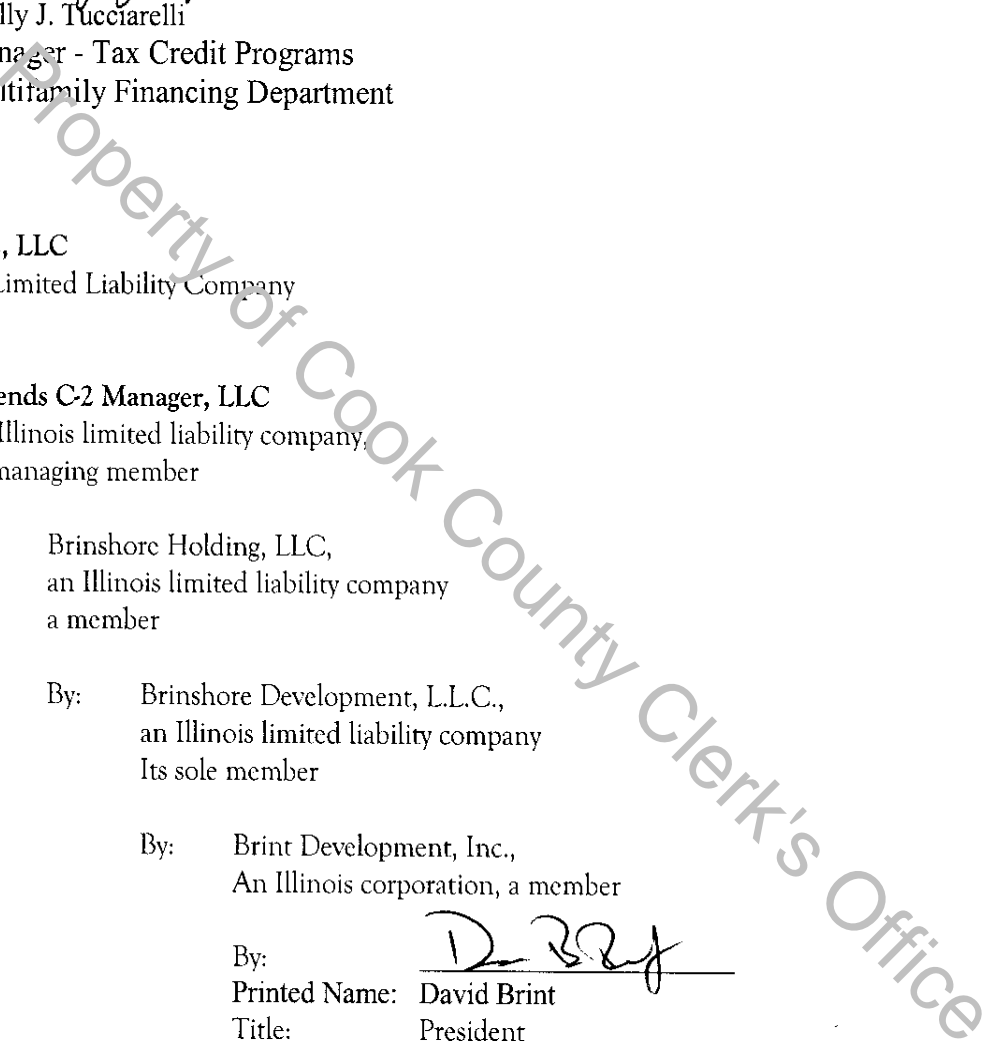 lly J. Tucciarelli
nager - Tax Credit Programs
ltifamily Financing Department
, LLC
Limited Liability Company
ends C-2 Manager, LLC
Illinois limited liability company,
managing member
Brinshore Holding, LLC,
an Illinois limited liability company
a member
By: Brinshore Development, L.L.C.,
an Illinois limited liability company
Its sole member
By: Brint Development, Inc.,
An Illinois corporation, a member
By:
Printed Name: David Brint
Title: President
Property of Cook County Clerk's Office